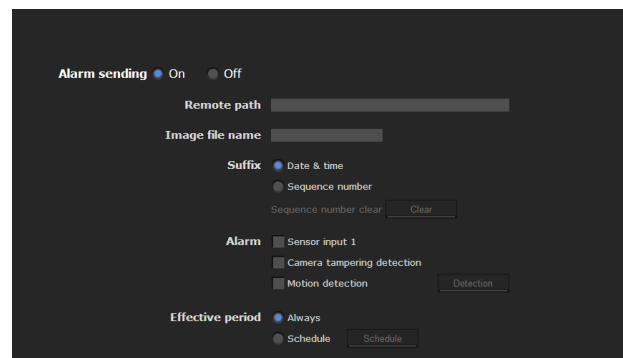 Alarm sending On Off
Remote path
Image file name
Suffix Date & time
Sequence number
Sequence number clear Clear
Alarm Sensor input 1
Camera tampering detection
Motion detection Detection
Effective period Always
Schedule Schedule